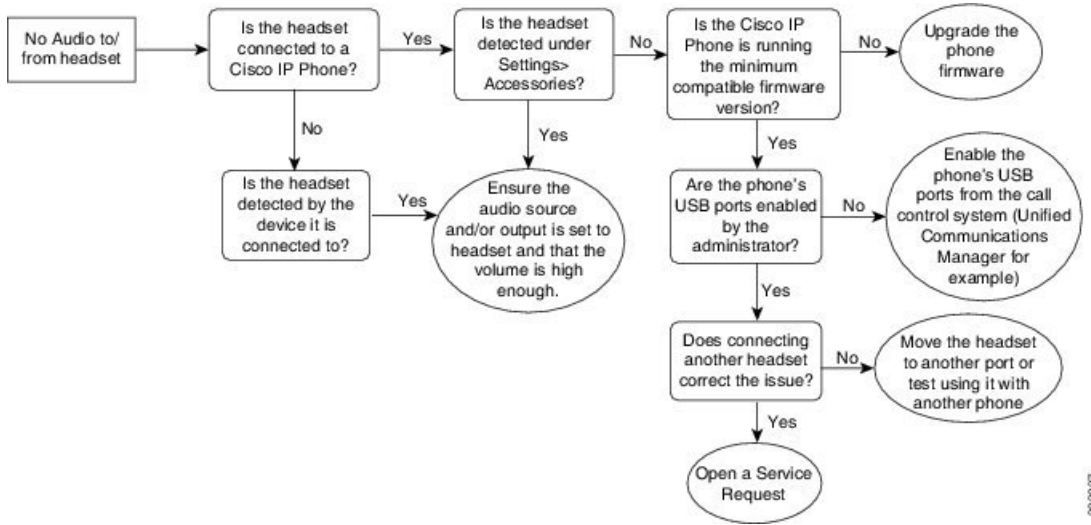 No Audio to/
from headset
Is the headset
connected to a
Cisco IP Phone?
Yes
Is the headset
detected under
Settings>
Accessories?
No
Is the Cisco IP
Phone is running
the minimum
compatible firmware
version?
No
Upgrade the
phone
firmware
No
Yes
Yes
Is the headset
detected by the
device it is
connected to?
Yes
Ensure the
audio source
and/or output is set
to headset and that the
volume is high
enough.
Are the phone's
USB ports enabled
by the
administrator?
No
Enable the
phone's USB
ports from the call
control system (Unified
Communications
Manager for
example)
Yes
Does connecting
another headset
correct the issue?
No
Move the headset
to another port or
test using it with
another phone
Yes
Open a Service
Request